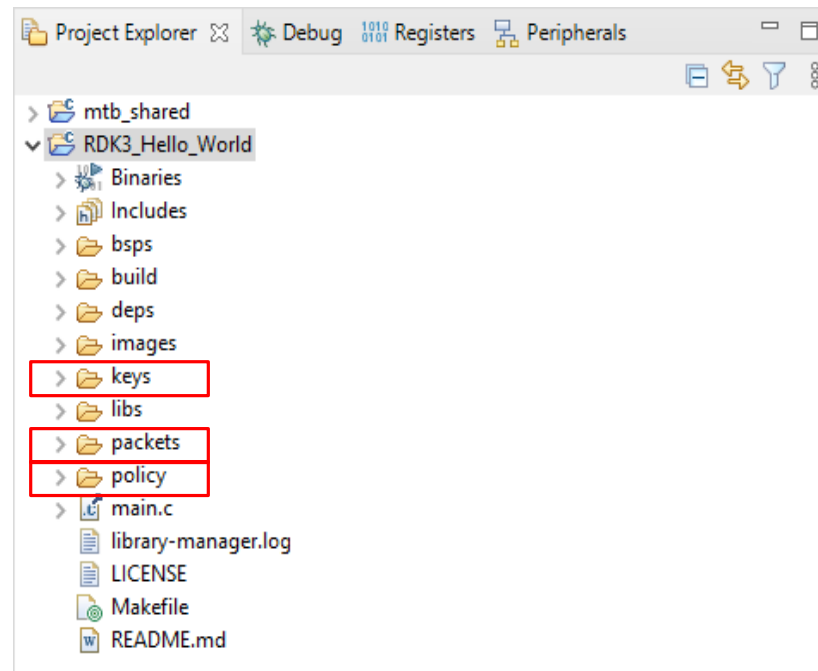 Project Explorer Debug Registers Peripherals
mtb_shared
RDK3_Hello_World
Binaries
Includes
bsps
build
deps
images
keys
libs
packets
policy
main.c
library-manager.log
LICENSE
Makefile
README.md